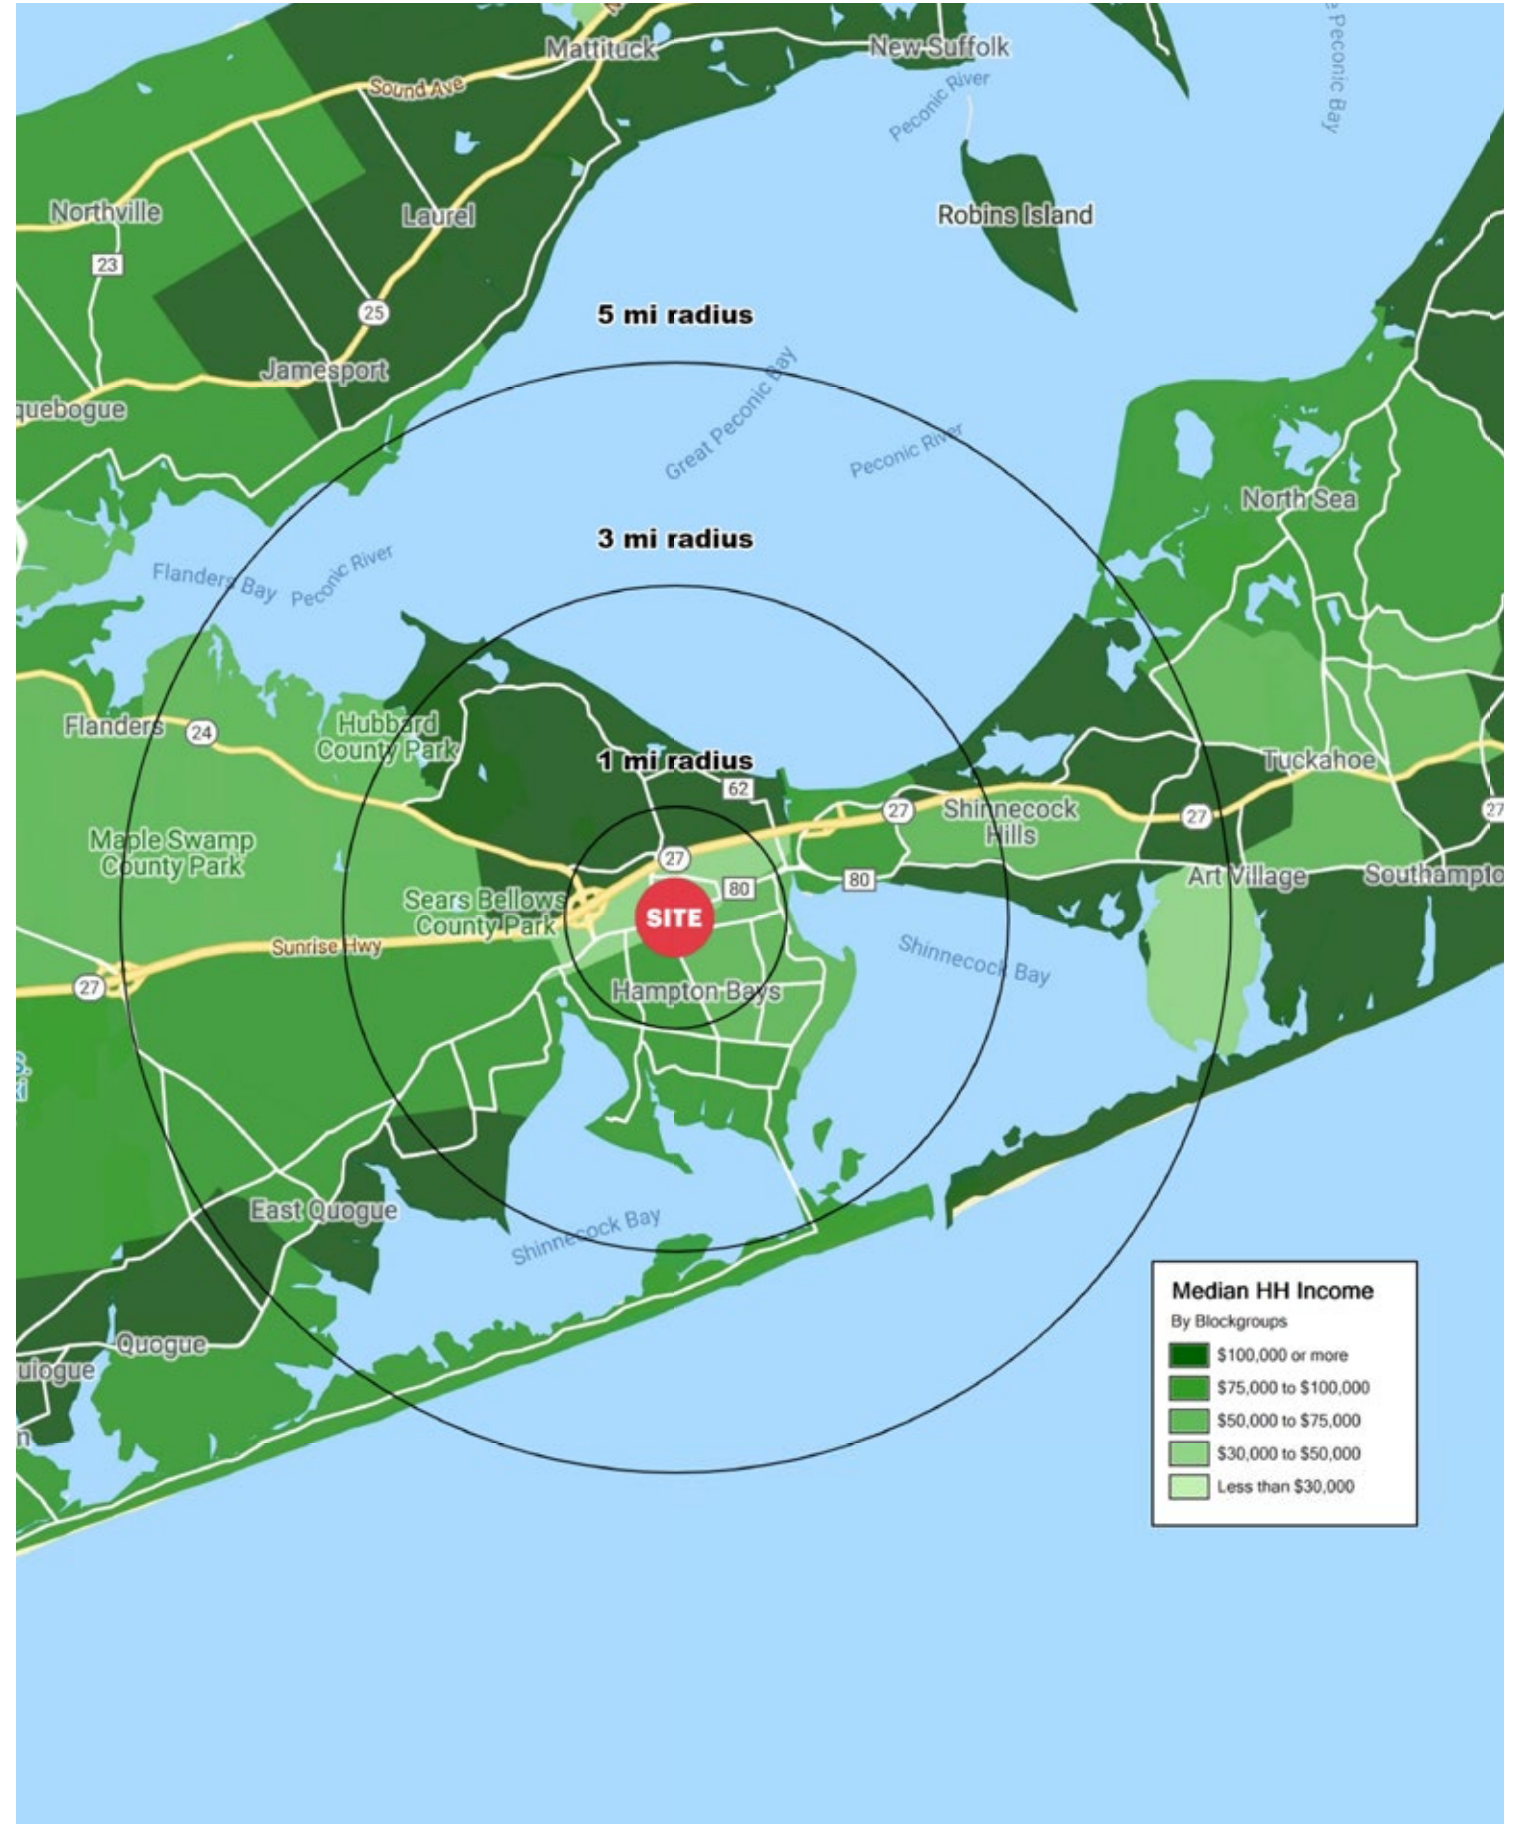 Mattituck
New Suffolk
Sound Ave
Peconic River
Peconic Bay
Northville
Laurel
Robins Island
23
25
5 mi radius
Jamesport
quebogue
Great Peconic Bay
Peconic River
North Sea
3 mi radius
Flanders Bay
Peconic River
Flanders
24
Hubbard
County Park
1 mi radius
62
Tuckahoe
27
Shinnecock
Hills
27
27
Maple Swamp
County Park
27
80
80
Art Village
Southampto
Sears Bellows
County Park
SITE
Sunrise Hwy
Shinnecock Bay
27
Hampton Bays
East Quogue
Shinnecock Bay
Quogue
uiogue
Median HH Income
By Blockgroups
$100,000 or more
$75,000 to $100,000
$50,000 to $75,000
$30,000 to $50,000
Less than $30,000